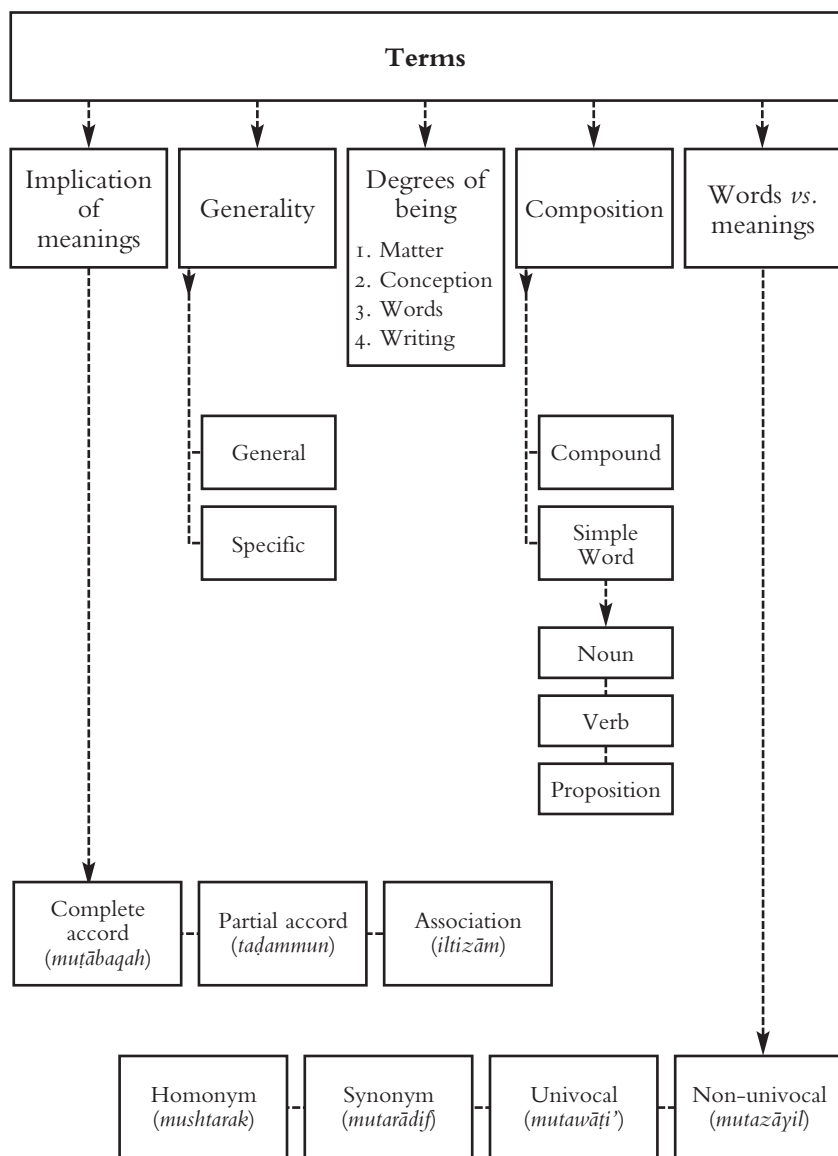 Terms
Implication
of
meanings
Generality
Degrees of
being
1. Matter
2. Conception
3. Words
4. Writing
Composition
Words vs.
meanings
General
Specific
Compound
Simple
Word
Noun
Verb
Proposition
Complete
accord
(muṭābaqah)
Partial accord
(taḍammun)
Association
(iltizām)
Homonym
(mushtarak)
Synonym
(mutarādif)
Univocal
(mutawāṭi’)
Non-univocal
(mutazāyil)